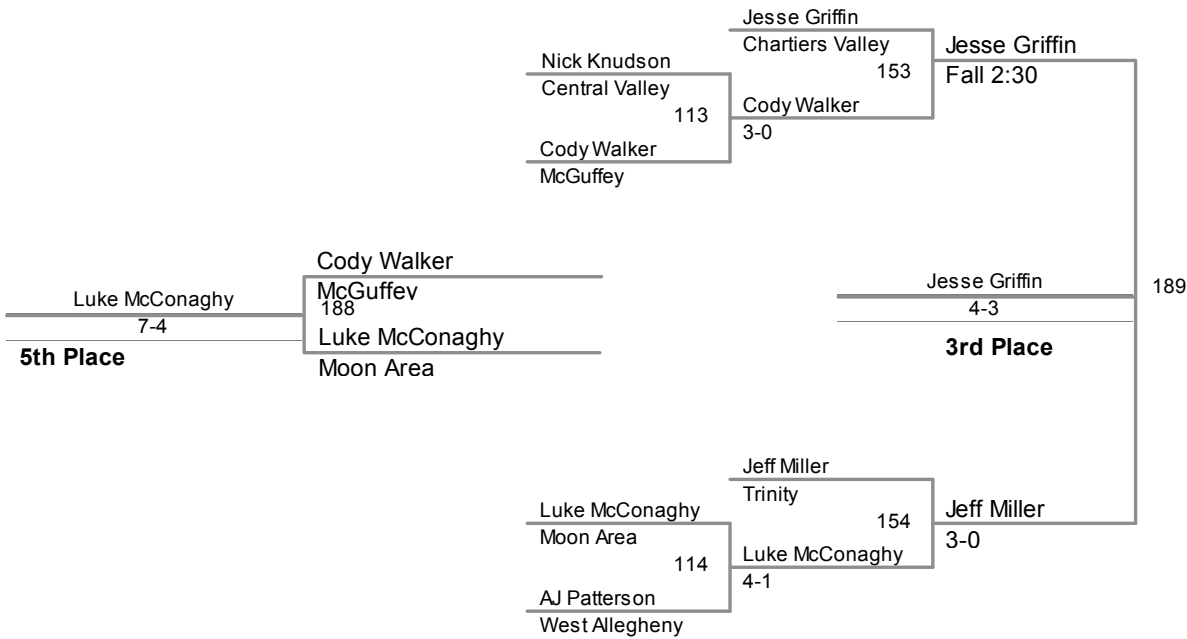 Jesse Griffin
Chartiers Valley
153
Jesse Griffin
Fall 2:30
Nick Knudson
Central Valley
113
Cody Walker
3-0
Cody Walker
McGuffey
Cody Walker
McGuffey
188
Luke McConaghy
7-4
5th Place
Luke McConaghy
Moon Area
Jesse Griffin
4-3
3rd Place
189
Jeff Miller
Trinity
154
Jeff Miller
3-0
Luke McConaghy
Moon Area
114
Luke McConaghy
4-1
AJ Patterson
West Allegheny